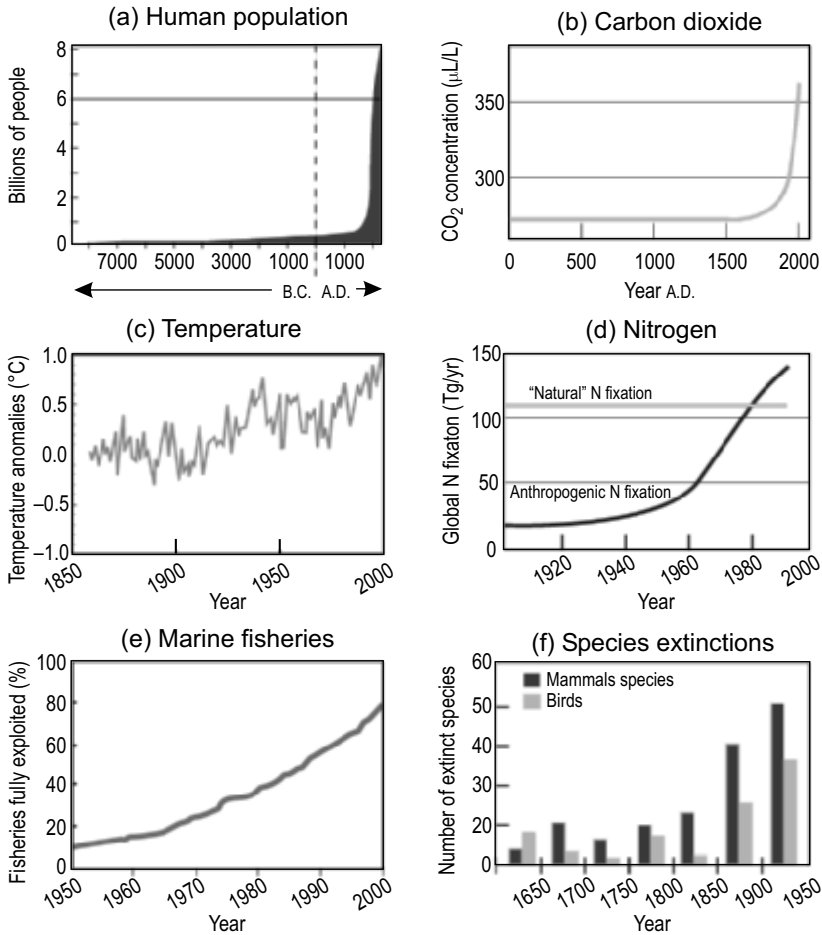 (a) Human population
Billions of people
8
6
4
2
0
7000 5000 3000 1000 1000
B.C. A.D.
(b) Carbon dioxide
CO₂ concentration (μL/L)
350
300
0 500 1000 1500 2000
Year A.D.
(c) Temperature
Temperature anomalies (°C)
1.0
0.5
0.0
–0.5
–1.0
1850 1900 1950 2000
Year
(d) Nitrogen
Global N fixaton (Tg/yr)
150
100
50
0
"Natural" N fixation
Anthropogenic N fixation
1920 1940 1960 1980 2000
Year
(e) Marine fisheries
Fisheries fully exploited (%)
100
80
60
40
20
0
1950 1960 1970 1980 1990 2000
Year
(f) Species extinctions
Number of extinct species
60
50
40
30
20
0
Mammals species
Birds
1650 1700 1750 1800 1850 1900 1950
Year